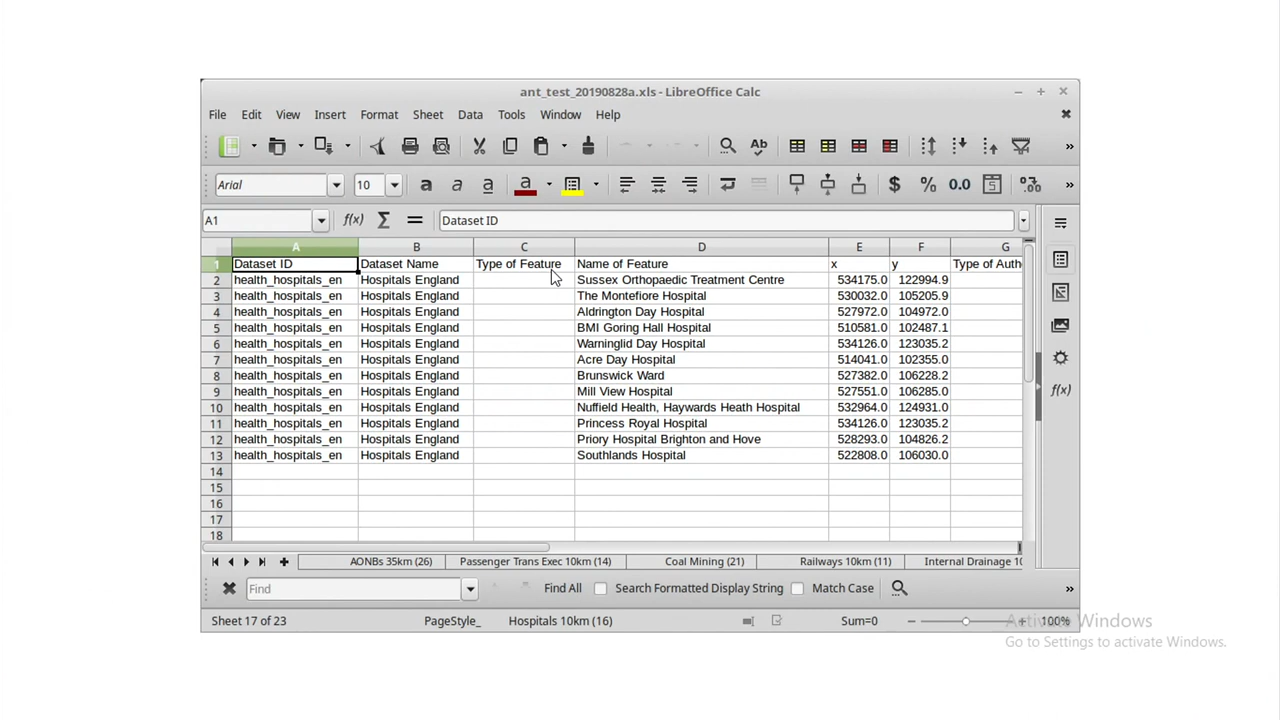 ant_test_20190828a.xls - LibreOffice Calc
File Edit View Insert Format Styles Sheet Data Tools Window Help
Arial 10 a a a a $ % 0.0
A1 f(x) Σ = Dataset ID
A B C D E F G
1 Dataset ID Dataset Name Type of Feature Name of Feature x y Type of Autho
2 health_hospitals_en Hospitals England Sussex Orthopaedic Treatment Centre 534175.0 122994.9
3 health_hospitals_en Hospitals England The Montefiore Hospital 530032.0 105205.9
4 health_hospitals_en Hospitals England Aldrington Day Hospital 527972.0 104972.0
5 health_hospitals_en Hospitals England BMI Goring Hall Hospital 510581.0 102487.1
6 health_hospitals_en Hospitals England Warninglid Day Hospital 534126.0 123035.2
7 health_hospitals_en Hospitals England Acre Day Hospital 514041.0 102355.0
8 health_hospitals_en Hospitals England Brunswick Ward 527382.0 106228.2
9 health_hospitals_en Hospitals England Mill View Hospital 527551.0 106285.0
10 health_hospitals_en Hospitals England Nuffield Health, Haywards Heath Hospital 532964.0 124931.0
11 health_hospitals_en Hospitals England Princess Royal Hospital 534126.0 123035.2
12 health_hospitals_en Hospitals England Priory Hospital Brighton and Hove 528293.0 104826.2
13 health_hospitals_en Hospitals England Southlands Hospital 522808.0 106030.0
14
15
16
17
18
AONBs 35km (26) Passenger Trans Exec 10km (14) Coal Mining (21) Railways 10km (11) Internal Drainage 10
Find Find All Search Formatted Display String Match Case
Sheet 17 of 23 PageStyle_ Hospitals 10km (16) Sum=0 100%
Activate Windows
Go to Settings to activate Windows.